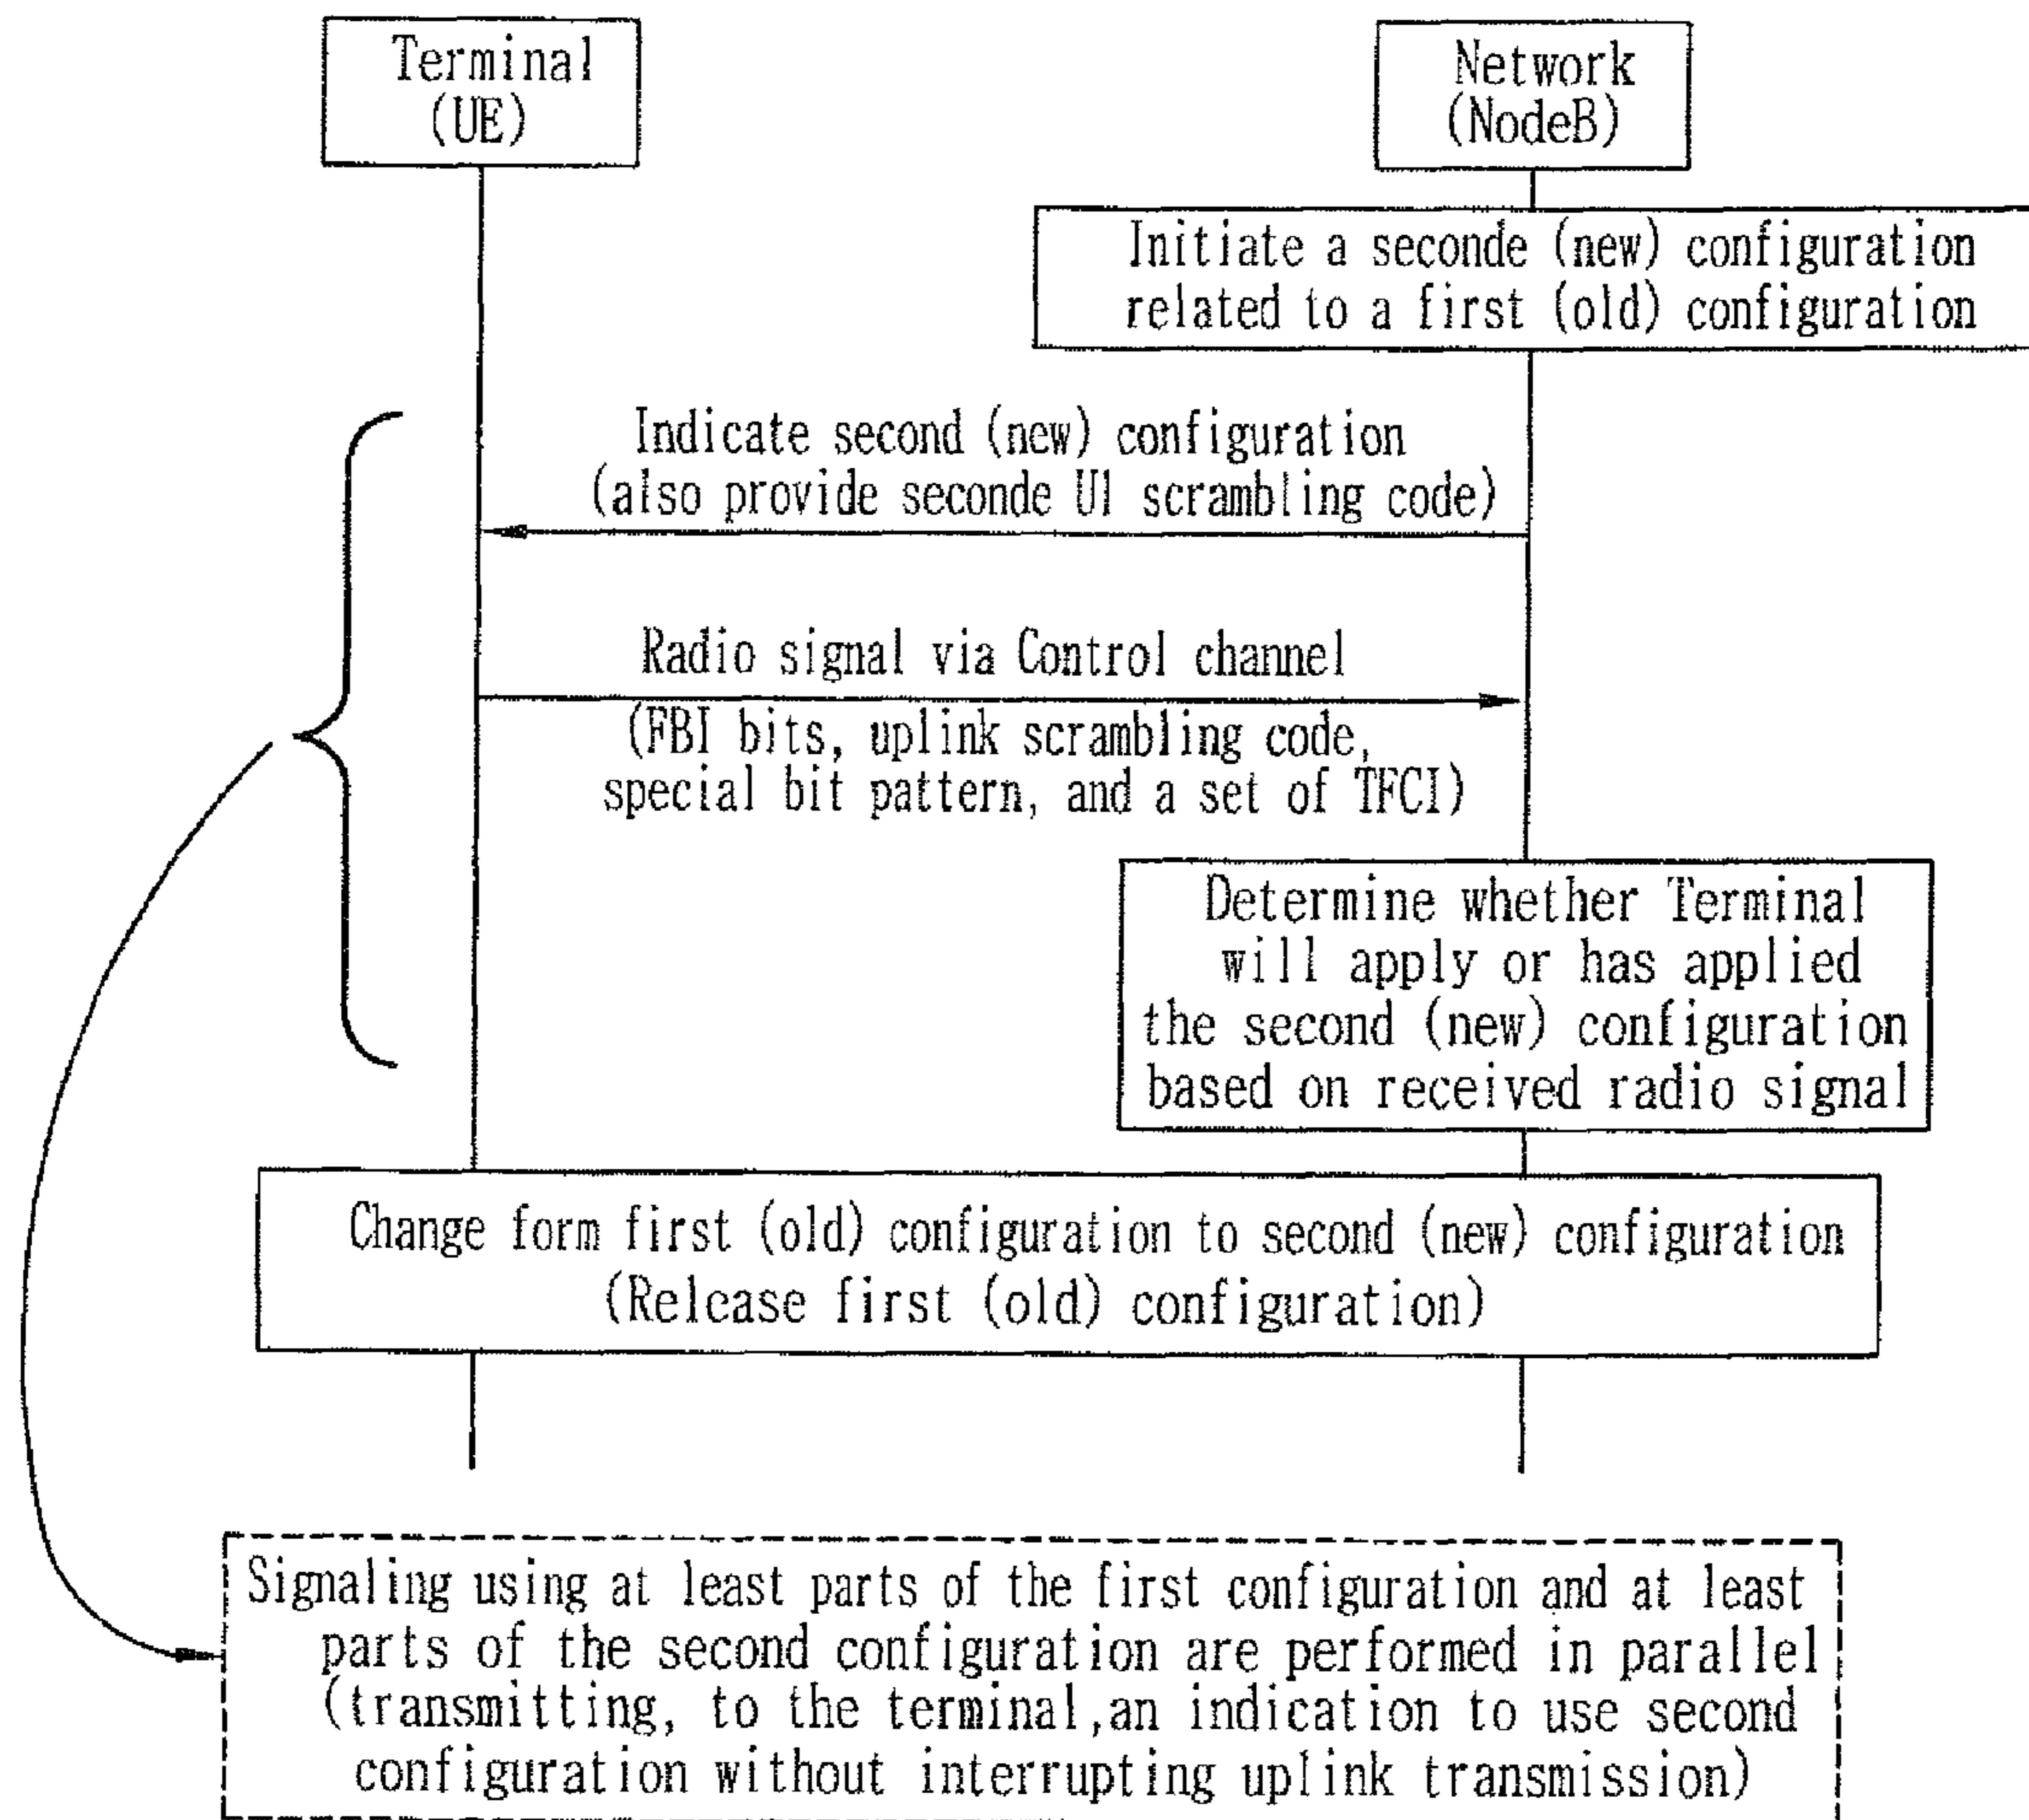 Terminal
(UE)
Network
(NodeB)
Initiate a seconde (new) configuration
related to a first (old) configuration
Indicate second (new) configuration
(also provide seconde Ul scrambling code)
Radio signal via Control channel
(FBI bits, uplink scrambling code,
special bit pattern, and a set of TFCI)
Determine whether Terminal
will apply or has applied
the second (new) configuration
based on received radio signal
Change form first (old) configuration to second (new) configuration
(Release first (old) configuration)
Signaling using at least parts of the first configuration and at least
parts of the second configuration are performed in parallel
(transmitting, to the terminal,an indication to use second
configuration without interrupting uplink transmission)